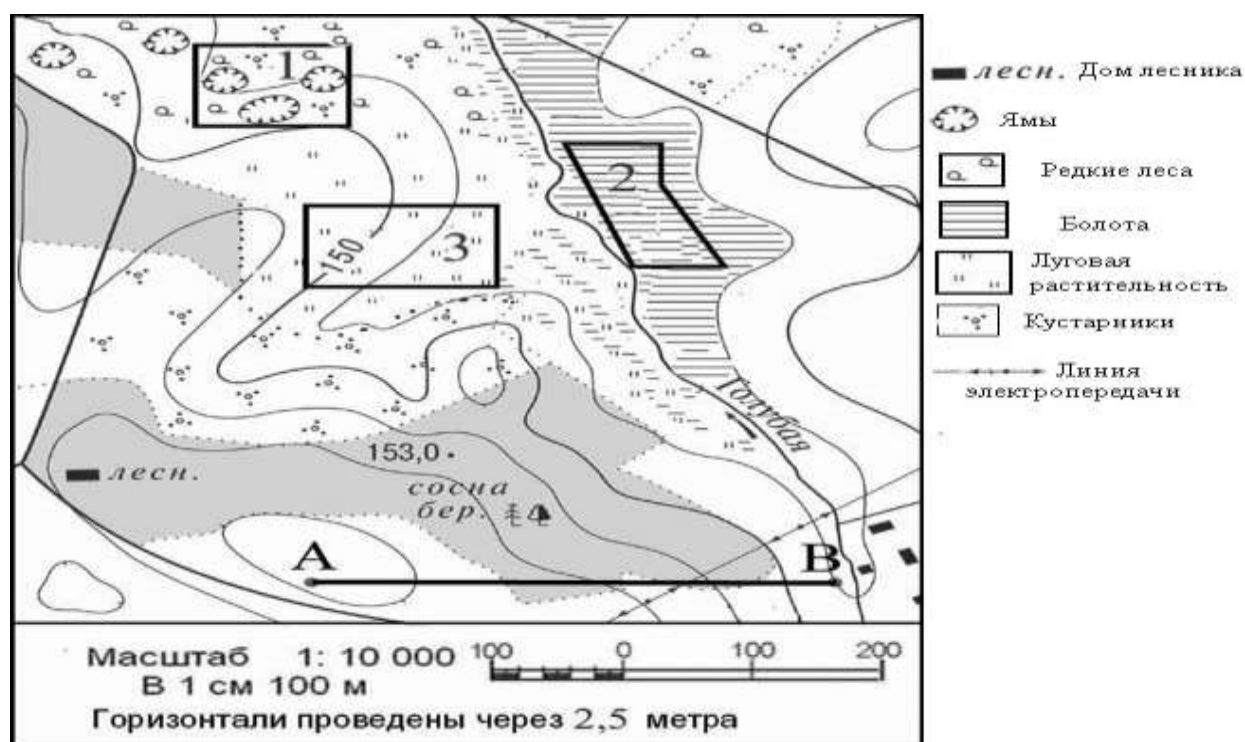 1
2
3
150
Голубая
153,0
лесн.
сосна
бер.
А
В
Масштаб 1: 10 000
В 1 см 100 м
Горизонтали проведены через 2,5 метра
100 0 100 200
лесн. Дом лесника
Ямы
Редкие леса
Болота
Луговая
растительность
Кустарники
Линия
электропередачи